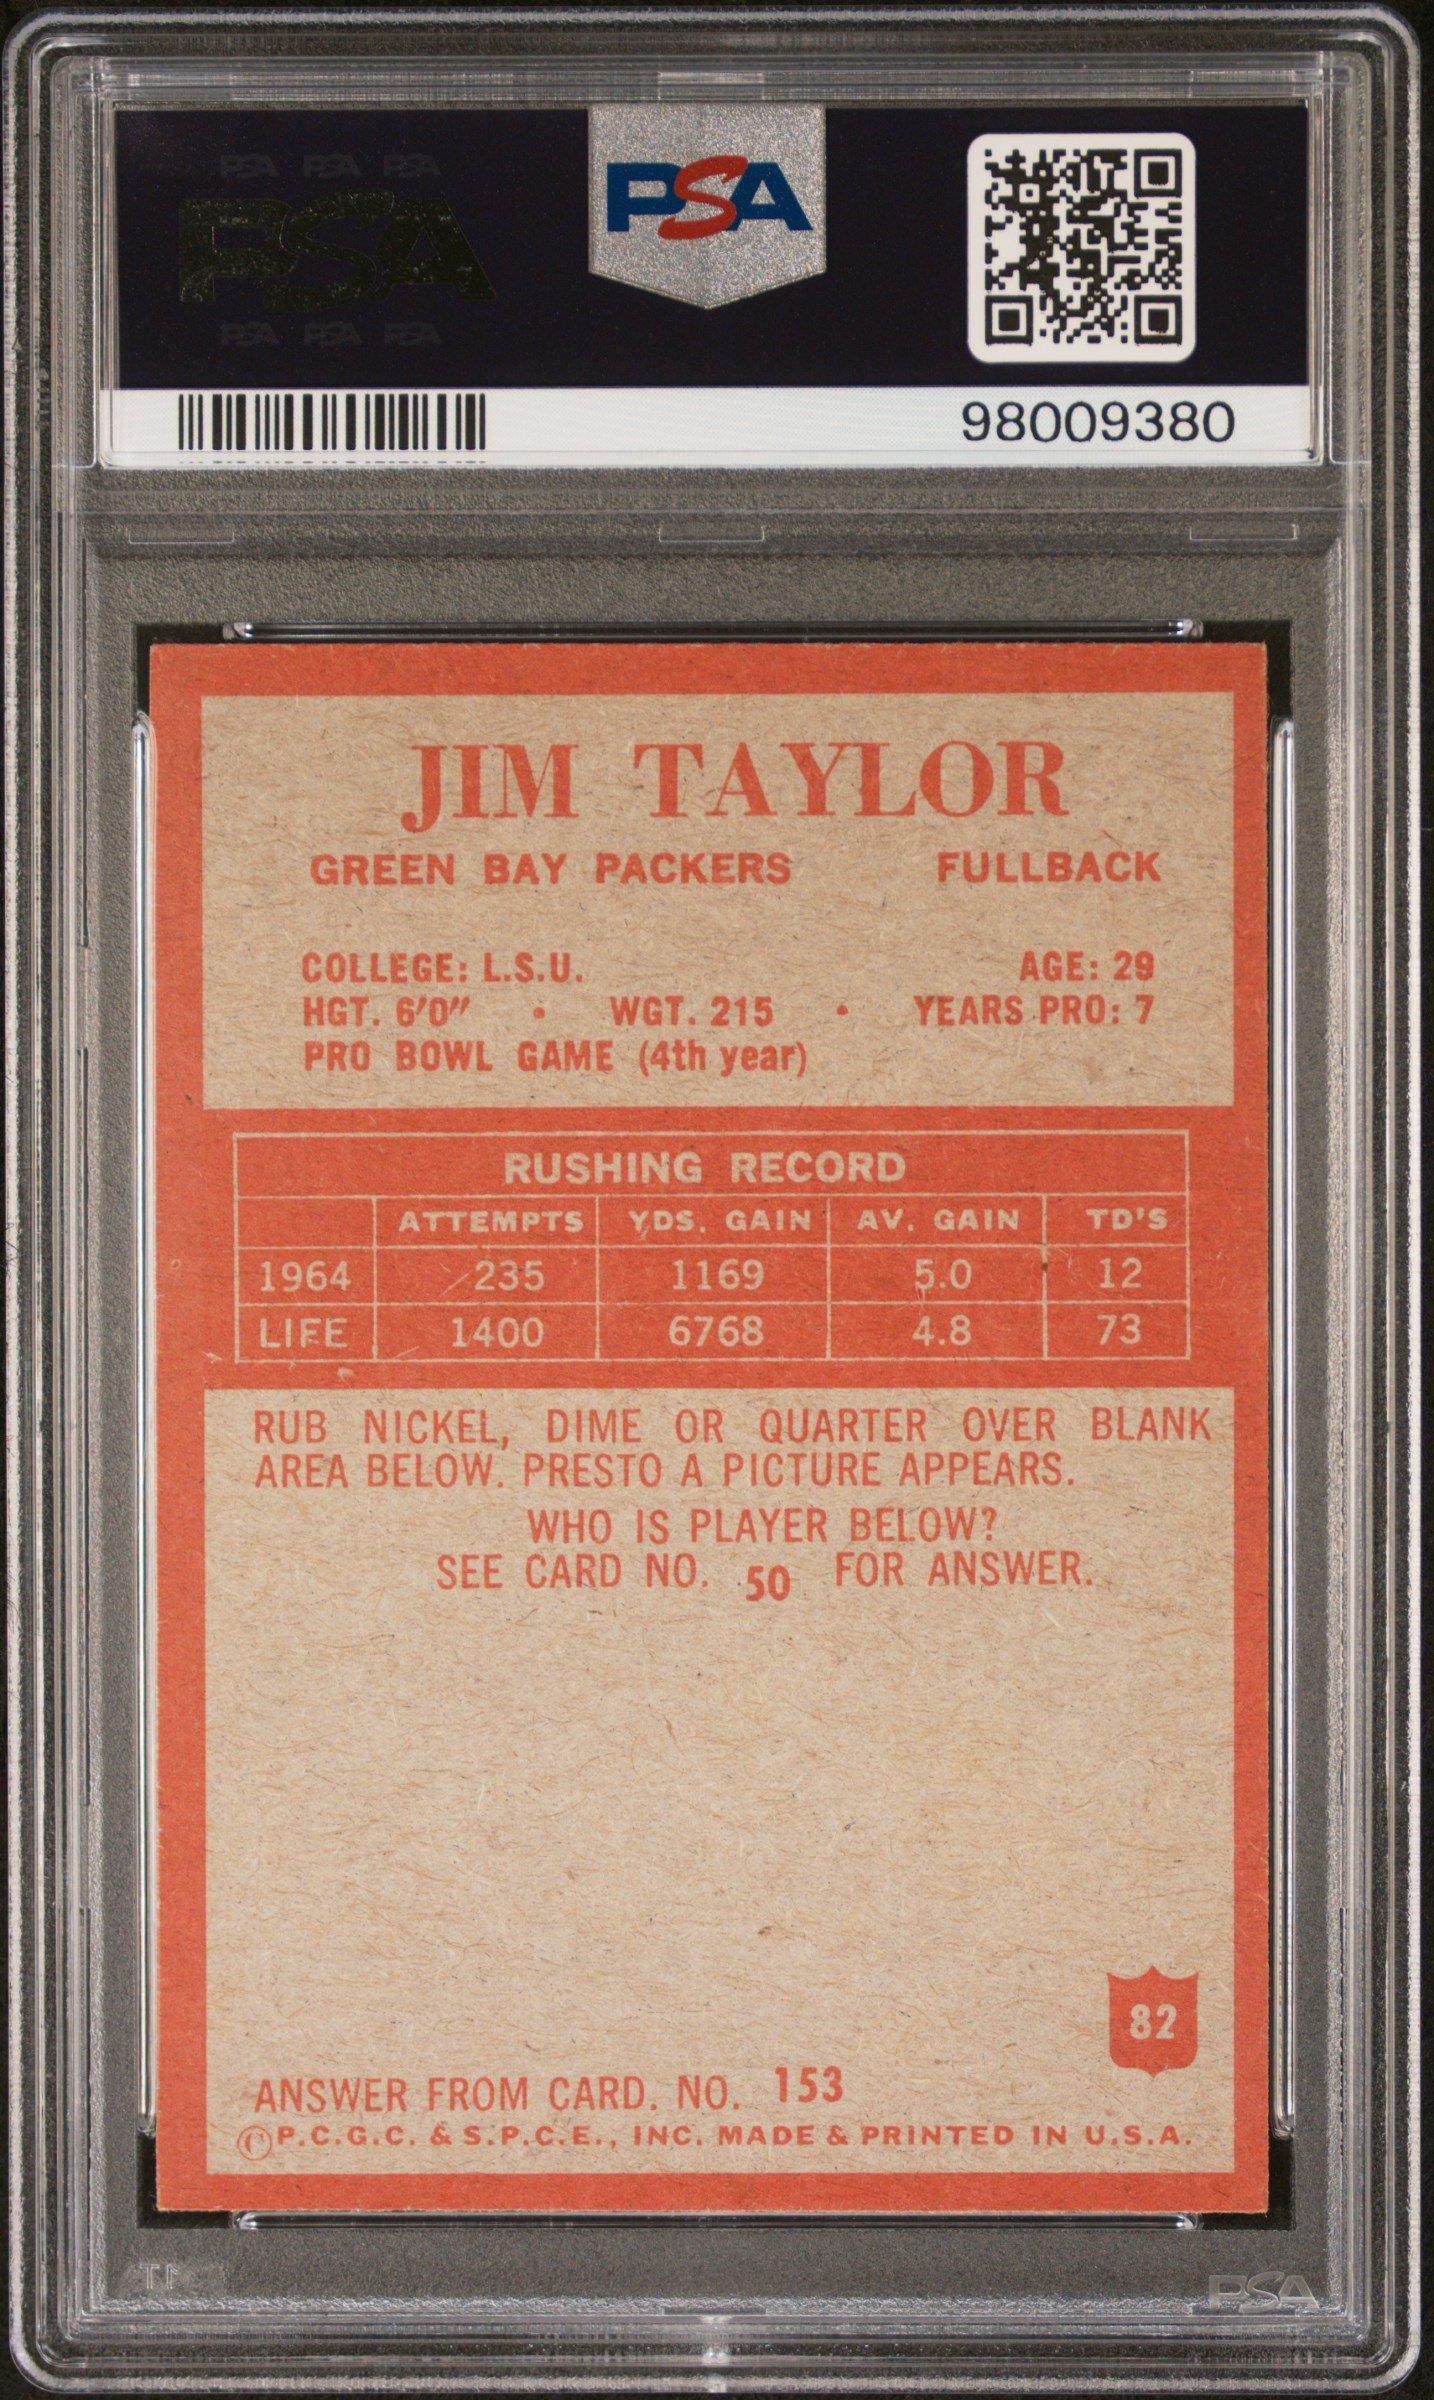 PSA PSA PSA
PSA
PSA PSA PSA
PSA
98009380
JIM TAYLOR
GREEN BAY PACKERS FULLBACK
COLLEGE: L.S.U. AGE: 29
HGT. 6'0" • WGT. 215 • YEARS PRO: 7
PRO BOWL GAME (4th year)
RUSHING RECORD
ATTEMPTS YDS. GAIN AV. GAIN TD'S
1964 235 1169 5.0 12
LIFE 1400 6768 4.8 73
RUB NICKEL, DIME OR QUARTER OVER BLANK
AREA BELOW. PRESTO A PICTURE APPEARS.
WHO IS PLAYER BELOW?
SEE CARD NO. 50 FOR ANSWER.
82
ANSWER FROM CARD. NO. 153
©P.C.G.C. & S.P.C.E., INC. MADE & PRINTED IN U.S.A.
PSA